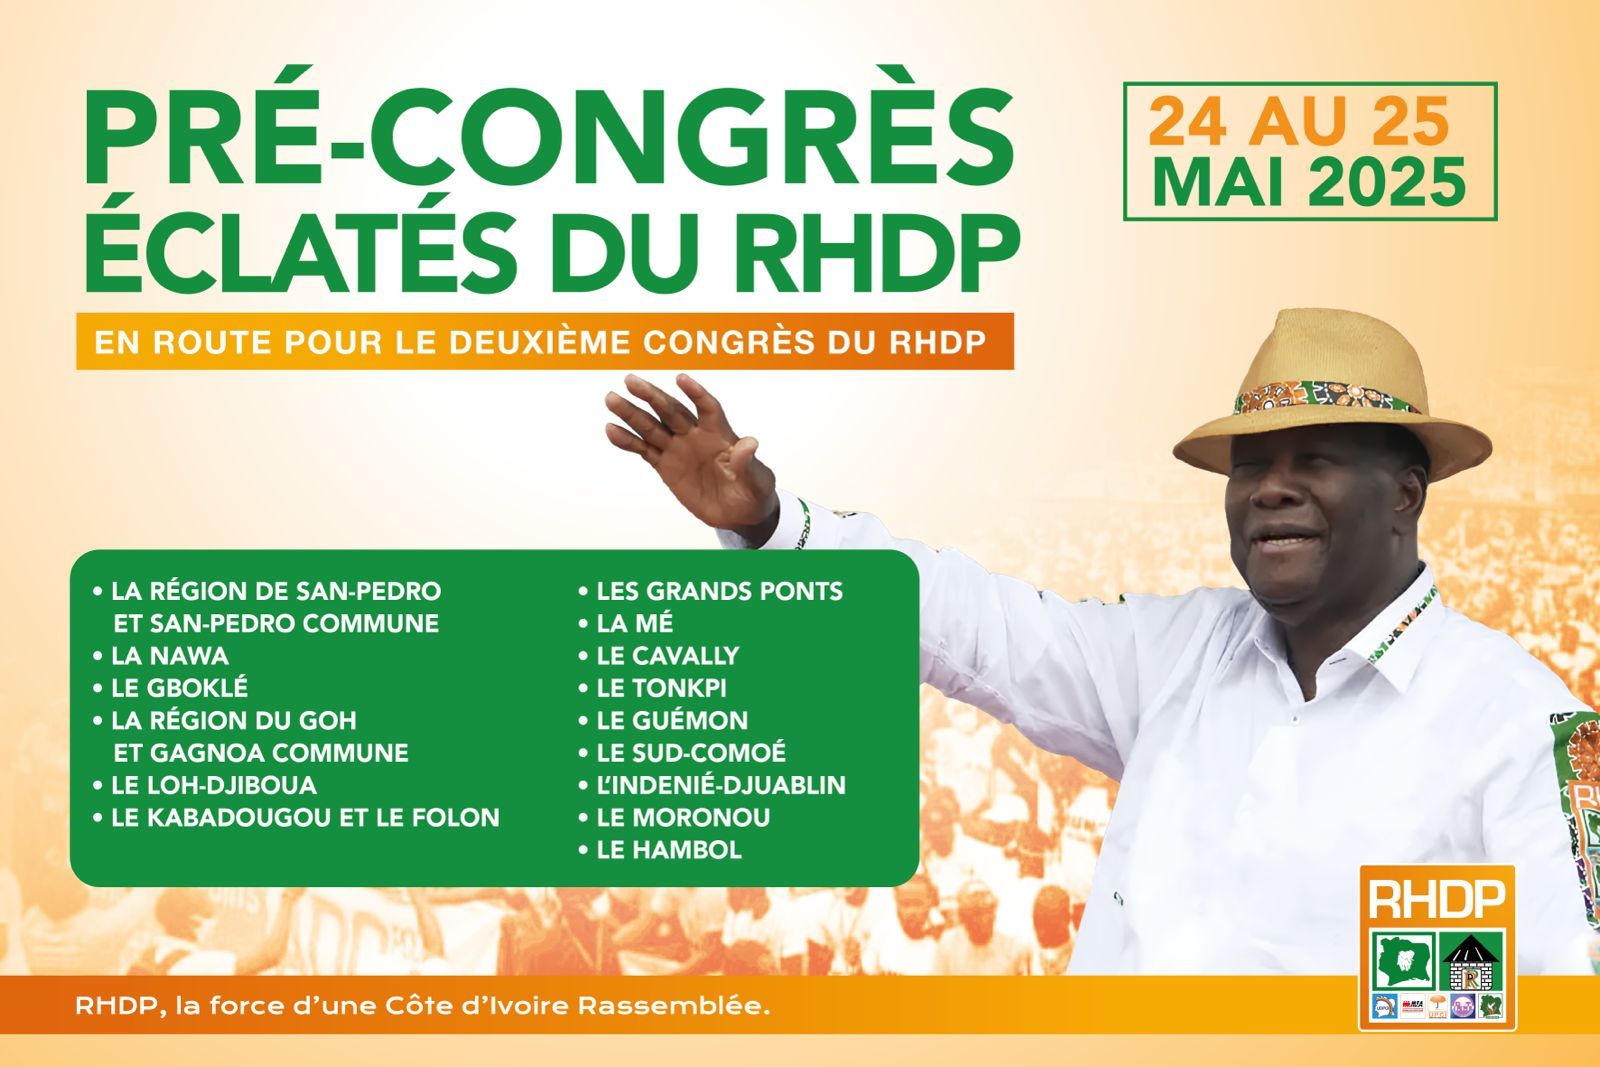 PRÉ-CONGRÈS
ÉCLATÉS DU RHDP
EN ROUTE POUR LE DEUXIÈME CONGRÈS DU RHDP
24 AU 25
MAI 2025
• LA RÉGION DE SAN-PEDRO
ET SAN-PEDRO COMMUNE
• LA NAWA
• LE GBOKLÉ
• LA RÉGION DU GOH
ET GAGNOA COMMUNE
• LE LOH-DJIBOUA
• LE KABADOUGOU ET LE FOLON
• LES GRANDS PONTS
• LA MÉ
• LE CAVALLY
• LE TONKPI
• LE GUÉMON
• LE SUD-COMOÉ
• L'INDENIÉ-DJUABLIN
• LE MORONOU
• LE HAMBOL
RHDP
R
RHDP, la force d'une Côte d'Ivoire Rassemblée.